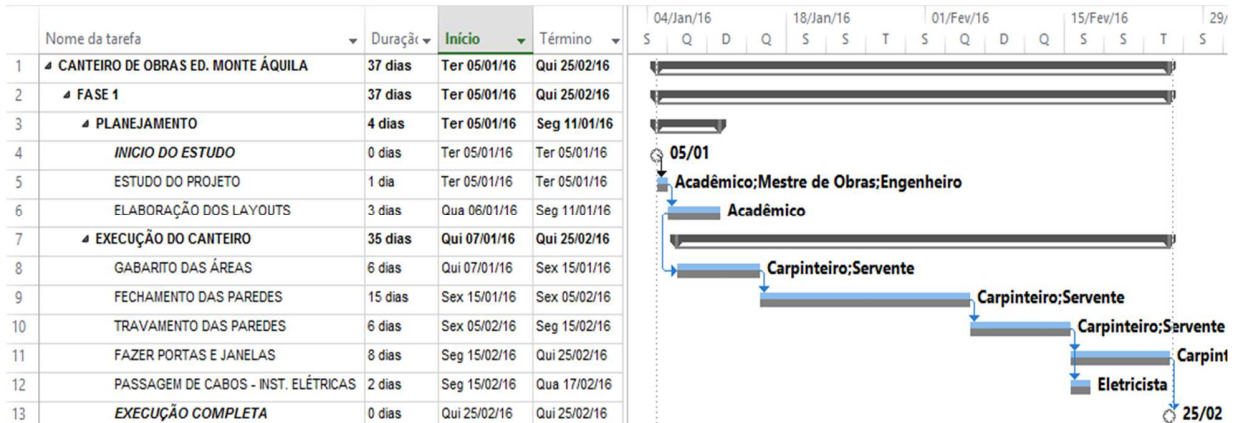 04/Jan/16 18/Jan/16 01/Fev/16 15/Fev/16 29/
Nome da tarefa Duração Início Término S Q D Q S S T S Q D Q S S T S
1 CANTEIRO DE OBRAS ED. MONTE ÁQUILA 37 dias Ter 05/01/16 Qui 25/02/16
2 FASE 1 37 dias Ter 05/01/16 Qui 25/02/16
3 PLANEJAMENTO 4 dias Ter 05/01/16 Seg 11/01/16
4 INICIO DO ESTUDO 0 dias Ter 05/01/16 Ter 05/01/16 05/01
5 ESTUDO DO PROJETO 1 dia Ter 05/01/16 Ter 05/01/16 Acadêmico;Mestre de Obras;Engenheiro
6 ELABORAÇÃO DOS LAYOUTS 3 dias Qua 06/01/16 Seg 11/01/16 Acadêmico
7 EXECUÇÃO DO CANTEIRO 35 dias Qui 07/01/16 Qui 25/02/16
8 GABARITO DAS ÁREAS 6 dias Qui 07/01/16 Sex 15/01/16 Carpinteiro;Servente
9 FECHAMENTO DAS PAREDES 15 dias Sex 15/01/16 Sex 05/02/16 Carpinteiro;Servente
10 TRAVAMENTO DAS PAREDES 6 dias Sex 05/02/16 Seg 15/02/16 Carpinteiro;Servente
11 FAZER PORTAS E JANELAS 8 dias Seg 15/02/16 Qui 25/02/16 Carpint
12 PASSAGEM DE CABOS - INST. ELÉTRICAS 2 dias Seg 15/02/16 Qua 17/02/16 Eletricista
13 EXECUÇÃO COMPLETA 0 dias Qui 25/02/16 Qui 25/02/16 25/02